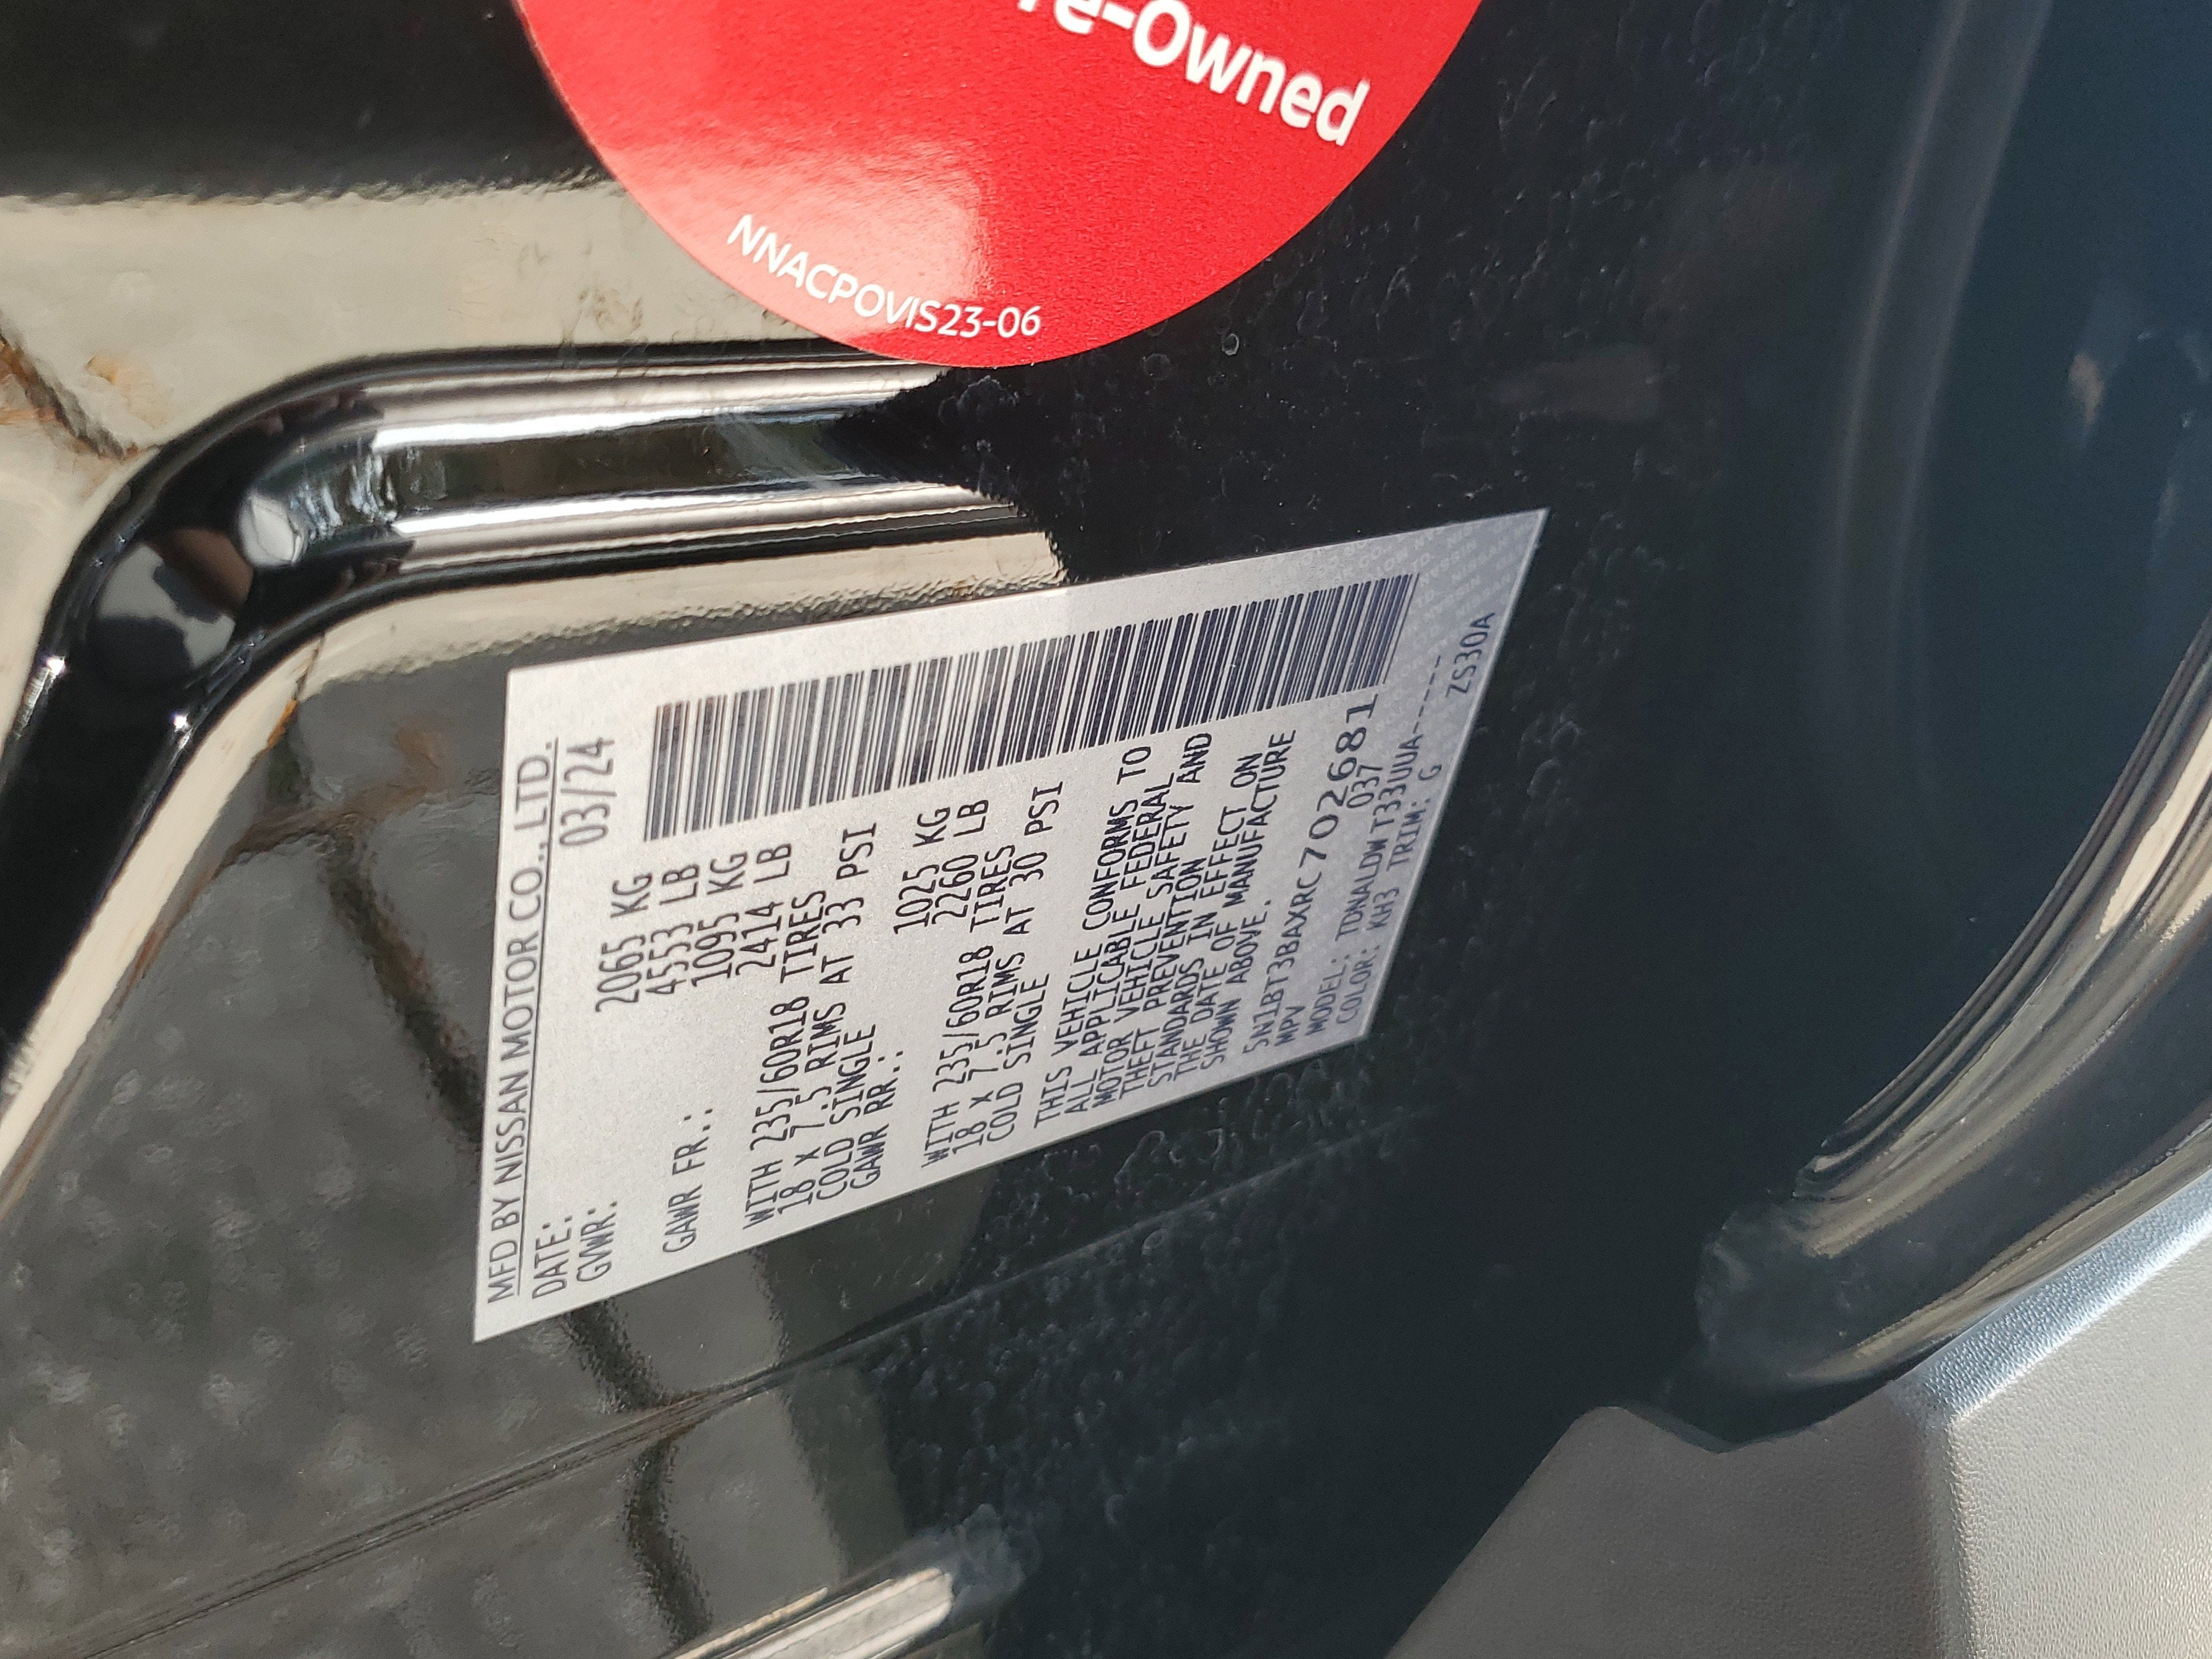 re-Owned
NNACPOVIS23-06
MFD BY NISSAN MOTOR CO., LTD.
DATE: 03/24
GVWR: 2065 KG
4553 LB
GAWR FR.: 1095 KG
2414 LB
WITH 235/60R18 TIRES
18 X 7.5 RIMS AT 33 PSI
COLD SINGLE
GAWR RR.: 1025 KG
2260 LB
WITH 235/60R18 TIRES
18 X 7.5 RIMS AT 30 PSI
COLD SINGLE
THIS VEHICLE CONFORMS TO
ALL APPLICABLE FEDERAL
MOTOR VEHICLE SAFETY AND
THEFT PREVENTION
STANDARDS IN EFFECT ON
THE DATE OF MANUFACTURE
SHOWN ABOVE.
5N1BT3BAXRC702681
MPV 037
MODEL: TDNALDWT33UUA-----
COLOR: KH3 TRIM: G ZS30A